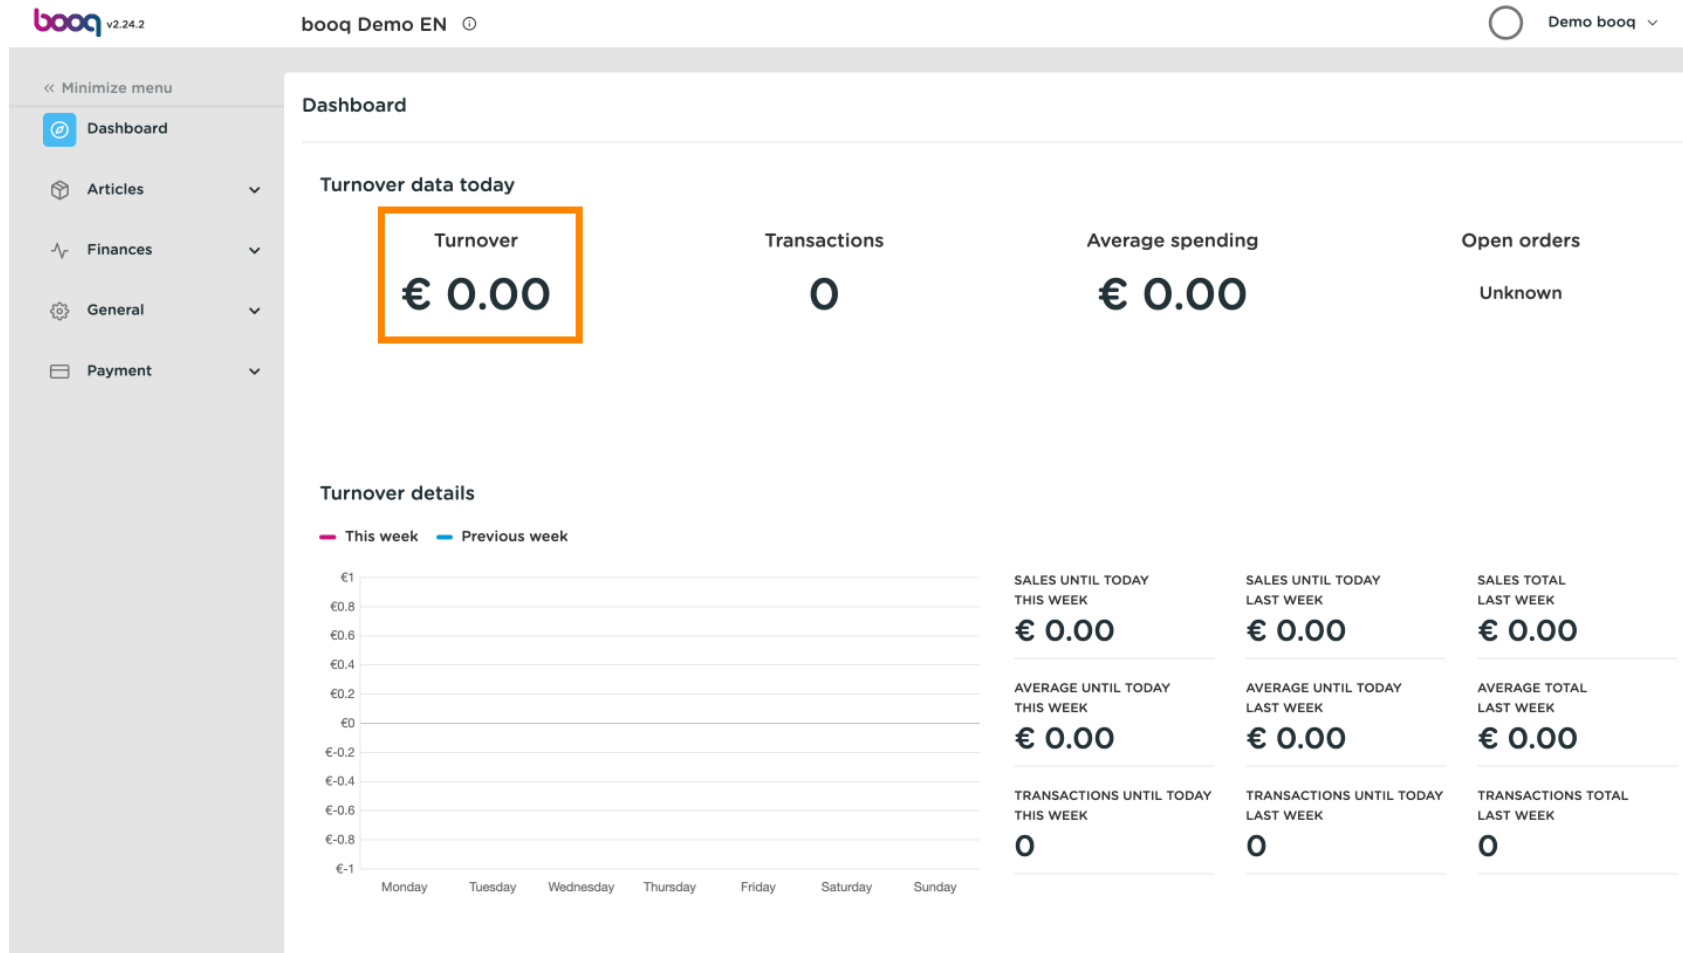 booq v2.24.2
booq Demo EN
Demo booq
« Minimize menu
Dashboard
Articles
Finances
General
Payment
Dashboard
Turnover data today
Turnover
€ 0.00
Transactions
0
Average spending
€ 0.00
Open orders
Unknown
Turnover details
This week
Previous week
€1
€0.8
€0.6
€0.4
€0.2
€0
€-0.2
€-0.4
€-0.6
€-0.8
€-1
Monday Tuesday Wednesday Thursday Friday Saturday Sunday
SALES UNTIL TODAY
THIS WEEK
€ 0.00
SALES UNTIL TODAY
LAST WEEK
€ 0.00
SALES TOTAL
LAST WEEK
€ 0.00
AVERAGE UNTIL TODAY
THIS WEEK
€ 0.00
AVERAGE UNTIL TODAY
LAST WEEK
€ 0.00
AVERAGE TOTAL
LAST WEEK
€ 0.00
TRANSACTIONS UNTIL TODAY
THIS WEEK
0
TRANSACTIONS UNTIL TODAY
LAST WEEK
0
TRANSACTIONS TOTAL
LAST WEEK
0